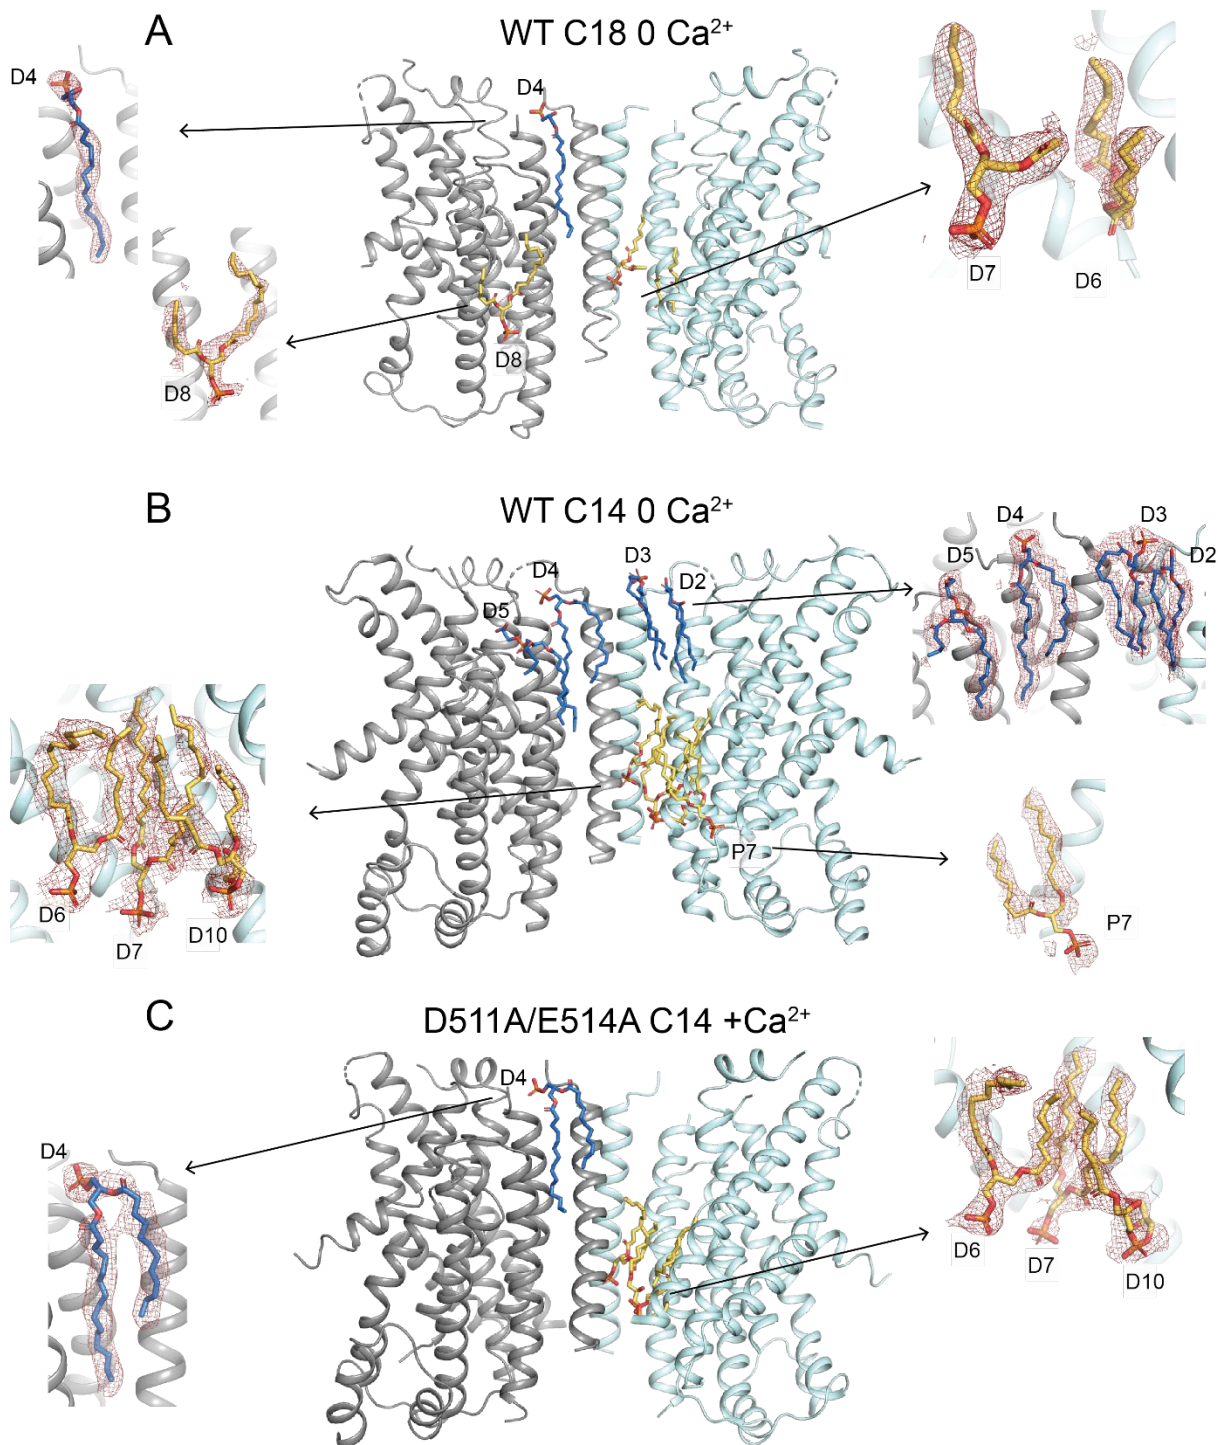 A
WT C18 0 Ca²⁺
D4
D4
D8
D8
D7
D6
B
WT C14 0 Ca²⁺
D5
D4
D3
D2
D5
D4
D3
D2
P7
P7
D6
D7
D10
C
D511A/E514A C14 +Ca²⁺
D4
D4
D6
D7
D10